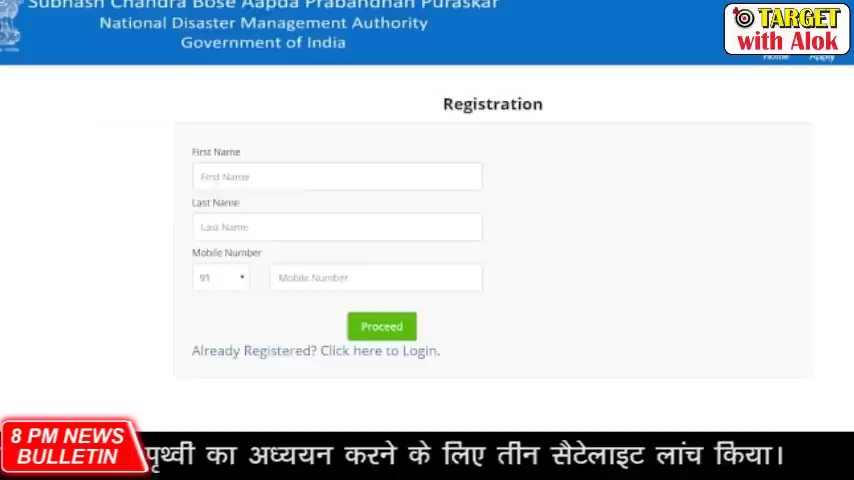 Subhash Chandra Bose Aapda Prabandhan Puraskar
National Disaster Management Authority
Government of India
TARGET
with Alok
Home Apply
Registration
First Name
First Name
Last Name
Last Name
Mobile Number
91 Mobile Number
Proceed
Already Registered? Click here to Login.
8 PM NEWS
BULLETIN
पृथ्वी का अध्ययन करने के लिए तीन सैटेलाइट लांच किया।